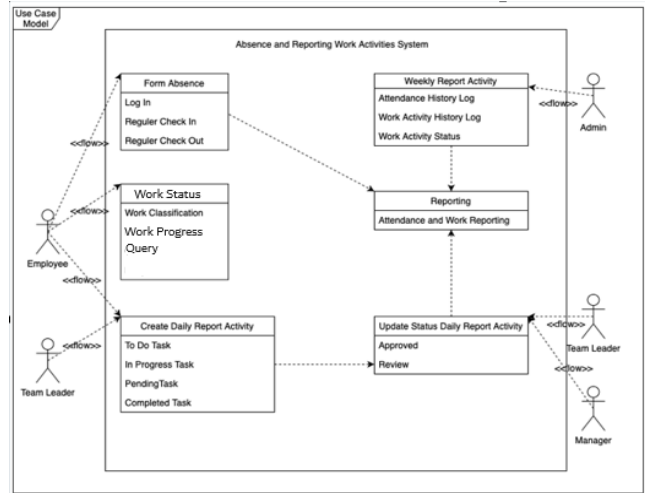 Use Case
Model
Absence and Reporting Work Activities System
Form Absence
Log In
Reguler Check In
Reguler Check Out
Weekly Report Activity
Attendance History Log
Work Activity History Log
Work Activity Status
<<flow>>
Admin
<<flow>>
Work Status
Work Classification
Work Progress
Query
<<flow>>
Employee
Reporting
Attendance and Work Reporting
<<flow>>
Create Daily Report Activity
To Do Task
In Progress Task
PendingTask
Completed Task
<<flow>>
Team Leader
Update Status Daily Report Activity
Approved
Review
<<flow>>
Team Leader
<<flow>>
Manager